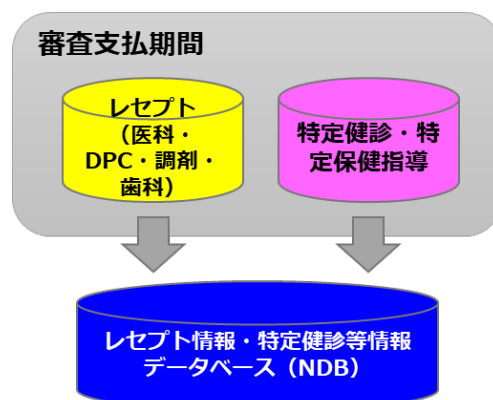 審査支払期間
レセプト
（医科・
DPC・調剤・
歯科）
特定健診・特
定保健指導
レセプト情報・特定健診等情報
データベース（NDB）